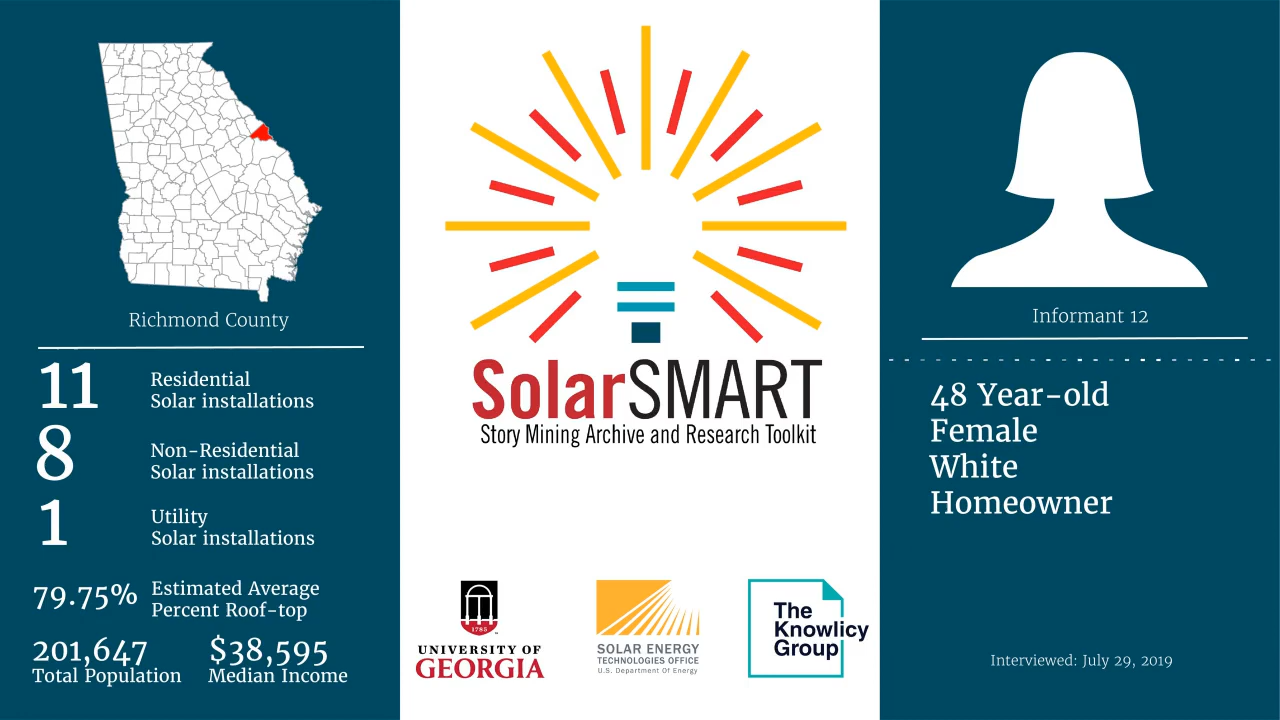 Richmond County
11
Residential
Solar installations
8
Non-Residential
Solar installations
1
Utility
Solar installations
79.75%
Estimated Average
Percent Roof-top
201,647
Total Population
$38,595
Median Income
SolarSMART
Story Mining Archive and Research Toolkit
1785
UNIVERSITY OF
GEORGIA
SOLAR ENERGY
TECHNOLOGIES OFFICE
U.S. Department Of Energy
The
Knowlicy
Group
Informant 12
48 Year-old
Female
White
Homeowner
Interviewed: July 29, 2019